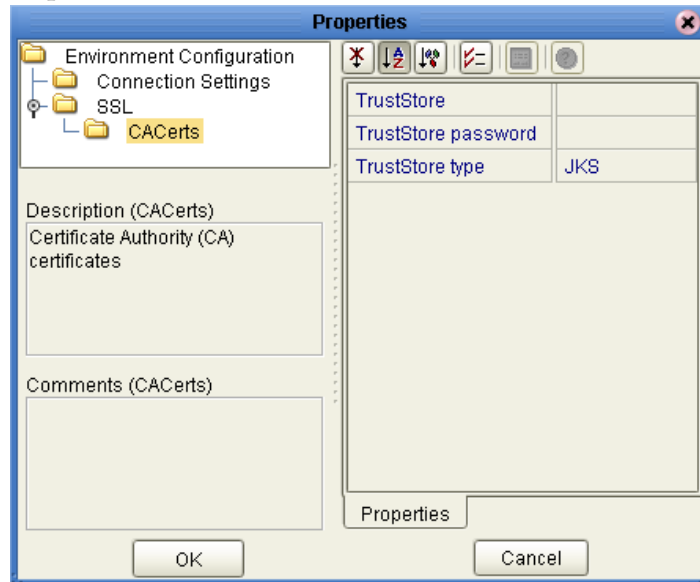 Properties
Environment Configuration
Connection Settings
SSL
CACerts
Description (CACerts)
Certificate Authority (CA)
certificates
Comments (CACerts)
TrustStore
TrustStore password
TrustStore type JKS
Properties
OK
Cancel